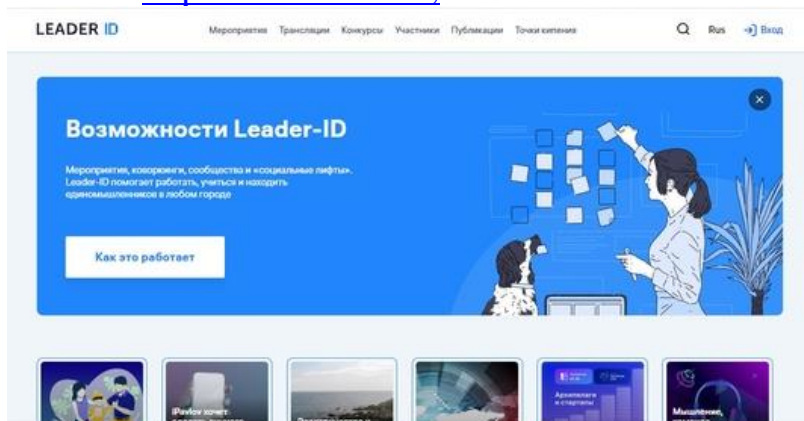 LEADER ID
Мероприятия Трансляции Конкурсы Участники Публикации Точки кипения Rus Вход
Возможности Leader-ID
Мероприятия, коворкинги, сообщества и «социальные лифты».
Leader-ID помогает работать, учиться и находить
единомышленников в любом городе
Как это работает
iPavlov хочет
Архипелаги
и стартапы
Мышление,